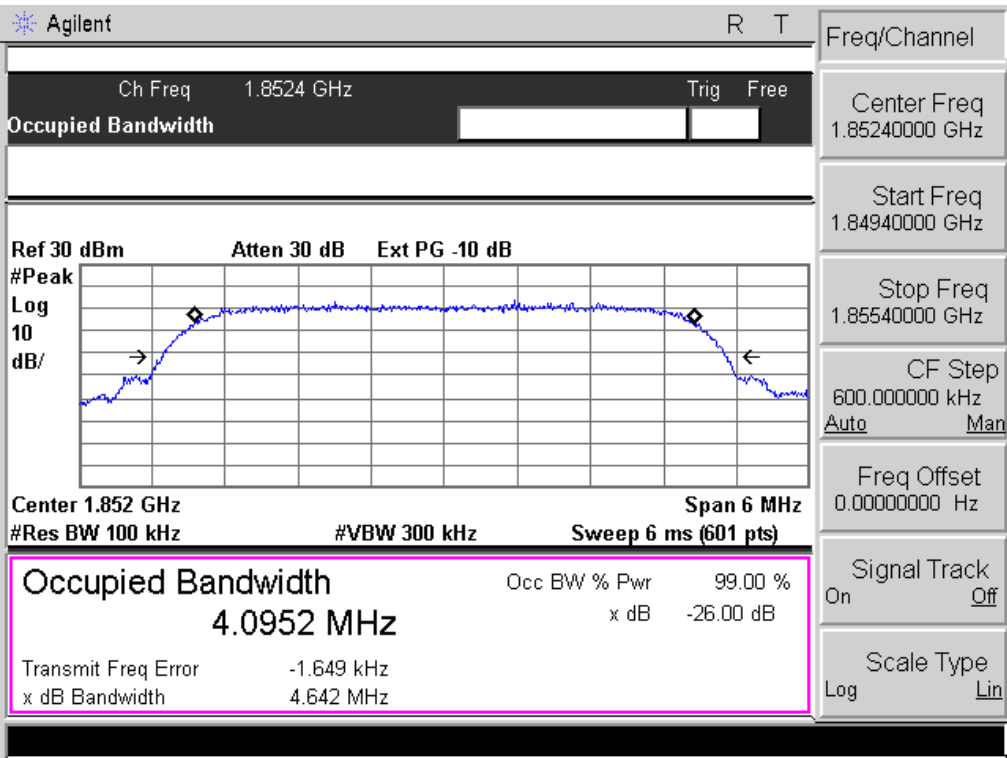 Agilent R T
Ch Freq 1.8524 GHz Trig Free
Occupied Bandwidth
Ref 30 dBm Atten 30 dB Ext PG -10 dB
#Peak
Log
10
dB/
Center 1.852 GHz Span 6 MHz
#Res BW 100 kHz #VBW 300 kHz Sweep 6 ms (601 pts)
Occupied Bandwidth
4.0952 MHz
Occ BW % Pwr 99.00 %
x dB -26.00 dB
Transmit Freq Error -1.649 kHz
x dB Bandwidth 4.642 MHz
Freq/Channel
Center Freq
1.85240000 GHz
Start Freq
1.84940000 GHz
Stop Freq
1.85540000 GHz
CF Step
600.000000 kHz
Auto Man
Freq Offset
0.00000000 Hz
Signal Track
On Off
Scale Type
Log Lin